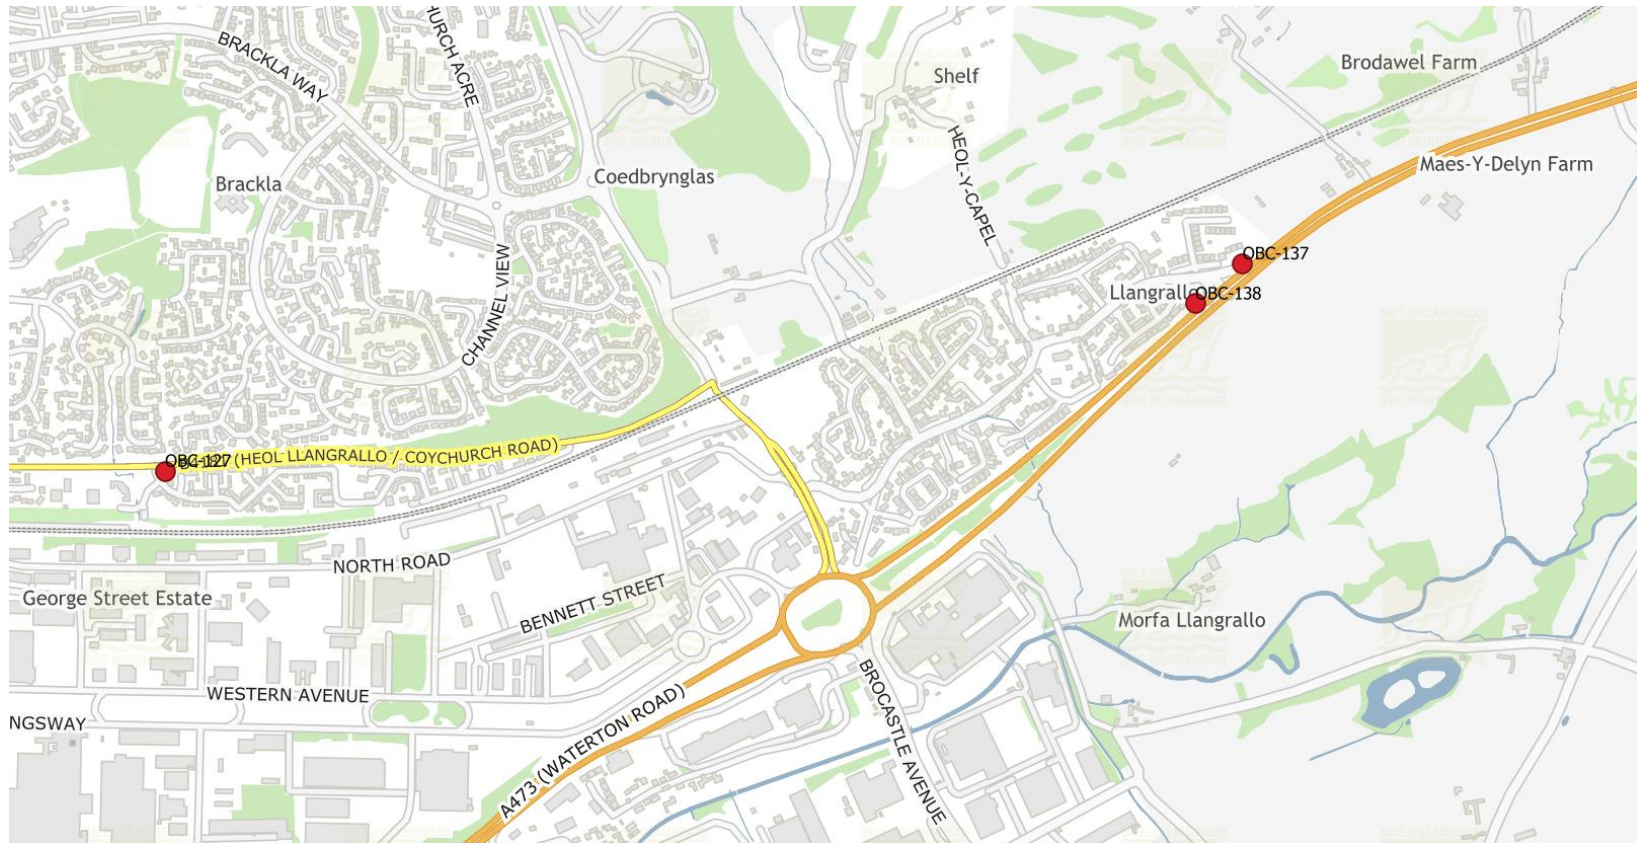 BRACKLA WAY
HURCH ACRE
Shelf
Brodawel Farm
HEOL-Y-CAPEL
Maes-Y-Delyn Farm
Brackla
Coedbrynglas
CHANNEL VIEW
OBC-137
Llangrallo
OBC-138
OBC-127
(HEOL LLANGRALLO / COYCHURCH ROAD)
NORTH ROAD
BENNETT STREET
George Street Estate
Morfa Llangrallo
WESTERN AVENUE
NGSWAY
A473 (WATERTON ROAD)
BROCASTLE AVENUE